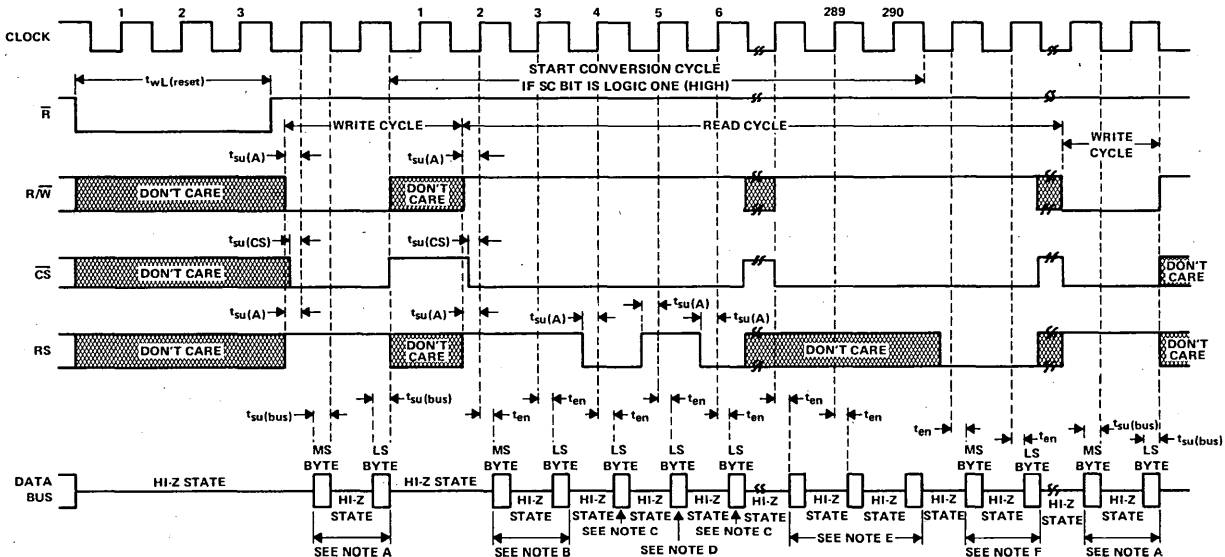 1 2 3 1 2 3 4 5 6 289 290
CLOCK
twL(reset)
START CONVERSION CYCLE
IF SC BIT IS LOGIC ONE (HIGH)
R
WRITE CYCLE
READ CYCLE
WRITE
CYCLE
tsu(A) tsu(A)
R/W
DON'T CARE
DON'T
CARE
tsu(CS) tsu(CS)
CS
DON'T CARE
DON'T
CARE
tsu(A) tsu(A) tsu(A) tsu(A) tsu(A)
RS
DON'T CARE
DON'T
CARE
DON'T CARE
DON'T
CARE
tsu(bus) tsu(bus) ten ten ten ten ten ten ten ten ten tsu(bus) tsu(bus)
MS
BYTE
LS
BYTE
MS
BYTE
LS
BYTE
LS
BYTE
LS
BYTE
LS
BYTE
MS
BYTE
LS
BYTE
MS
BYTE
LS
BYTE
DATA
BUS
HI-Z STATE
HI-Z
STATE
HI-Z STATE
HI-Z
STATE
HI-Z
STATE
HI-Z
STATE
HI-Z
STATE
HI-Z
STATE
HI-Z
STATE
HI-Z
STATE
HI-Z
STATE
HI-Z
STATE
HI-Z
STATE
HI-Z
STATE
SEE NOTE A
SEE NOTE B
SEE NOTE C
SEE NOTE D
SEE NOTE C
SEE NOTE E
SEE NOTE F
SEE NOTE A